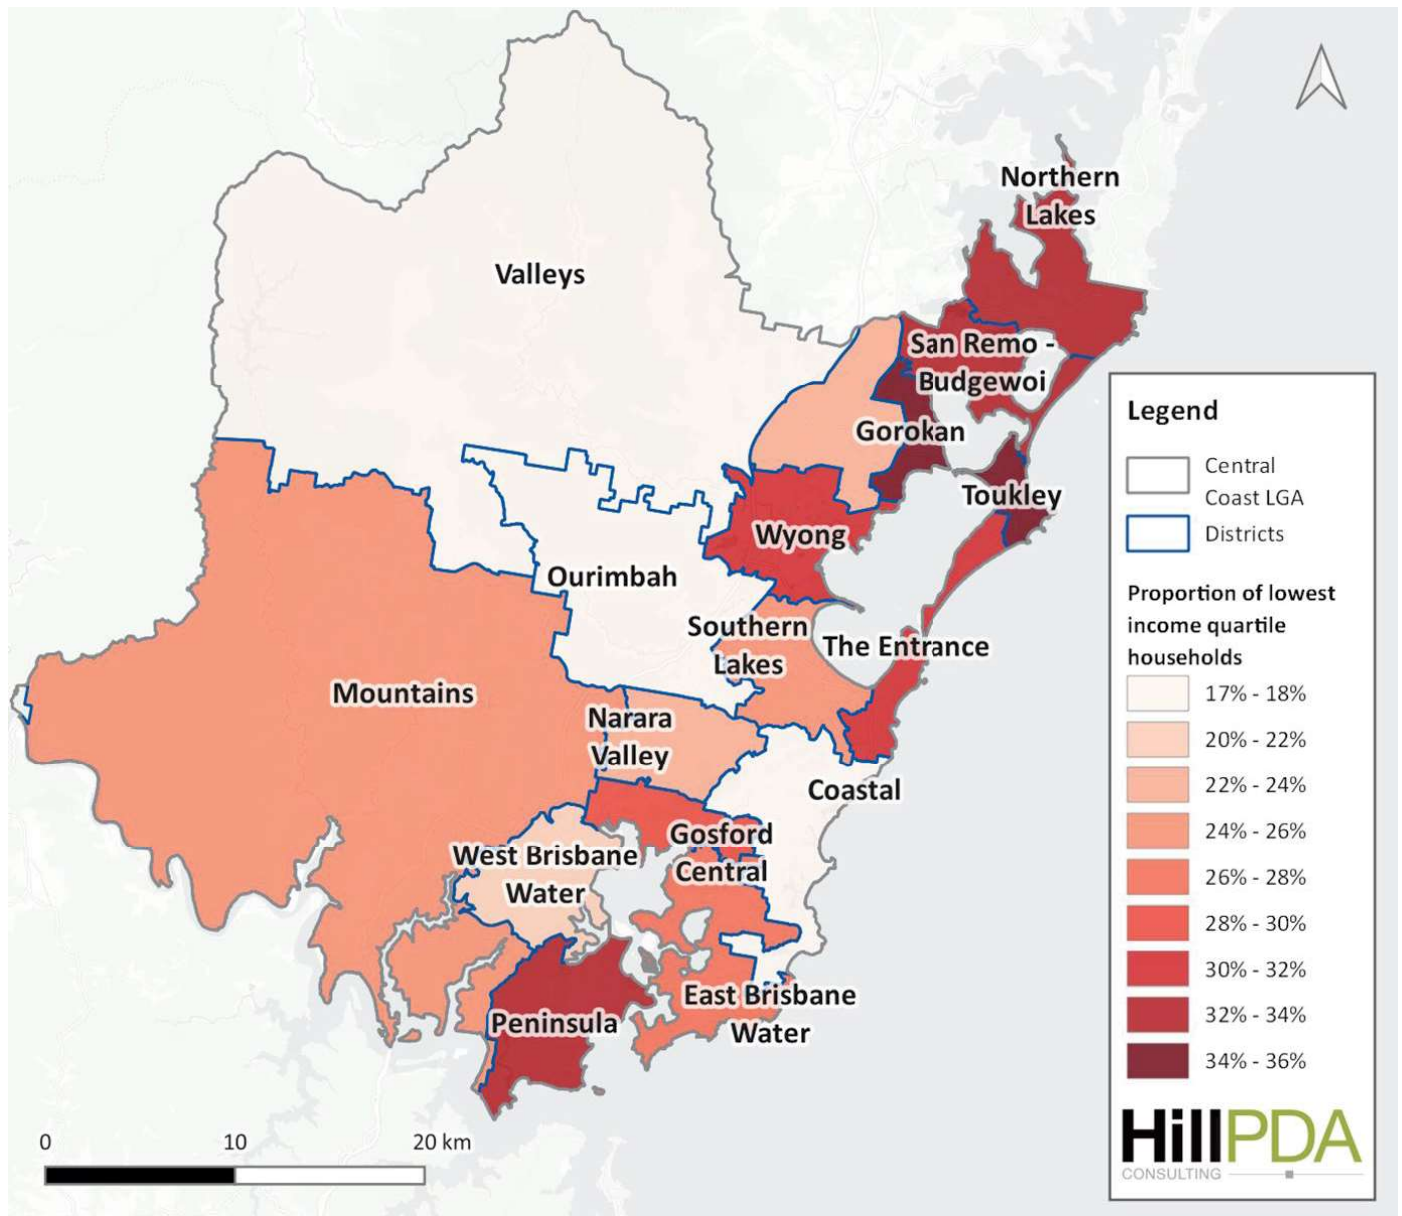 Northern
Lakes
Valleys
San Remo -
Budgewoi
Gorokan
Toukley
Wyong
Ourimbah
Southern
Lakes
The Entrance
Mountains
Narara
Valley
Coastal
Gosford
Central
West Brisbane
Water
East Brisbane
Water
Peninsula
0 10 20 km
Legend
Central
Coast LGA
Districts
Proportion of lowest
income quartile
households
17% - 18%
20% - 22%
22% - 24%
24% - 26%
26% - 28%
28% - 30%
30% - 32%
32% - 34%
34% - 36%
HillPDA
CONSULTING